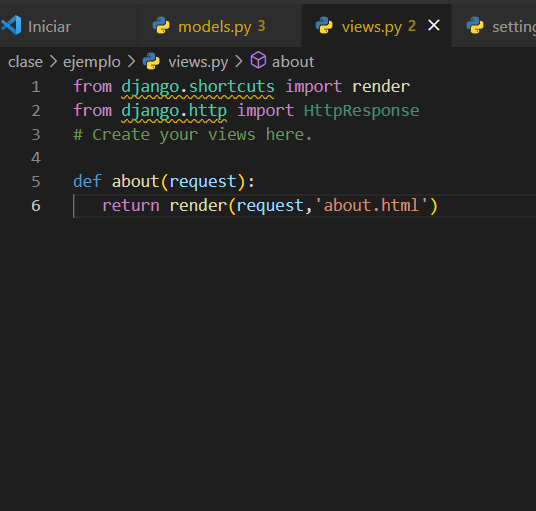 Iniciar models.py 3 views.py 2 × setting
clase > ejemplo > views.py > about
1 from django.shortcuts import render
2 from django.http import HttpResponse
3 # Create your views here.
4
5 def about(request):
6 return render(request,'about.html')